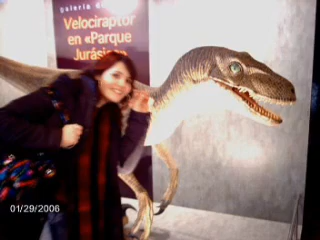 galería d
Velociraptor
en «Parque
Jurásico
01/29/2006